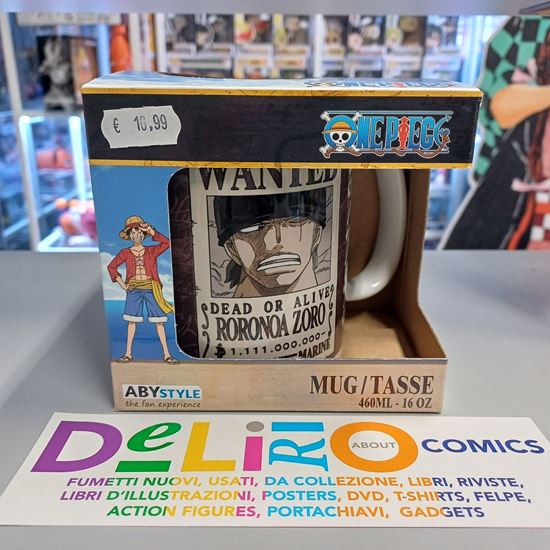 € 16,99
ONE PIECE
WANTED
DEAD OR ALIVE
RORONOA ZORO
1.111.000.000-
MARINE
ABYSTYLE
the fan experience
MUG/TASSE
460ML - 16 OZ
DeLiRIO ABOUT COMICS
FUMETTI NUOVI, USATI, DA COLLEZIONE, LIBRI, RIVISTE,
LIBRI D'ILLUSTRAZIONI, POSTERS, DVD, T-SHIRTS, FELPE,
ACTION FIGURES, PORTACHIAVI, GADGETS